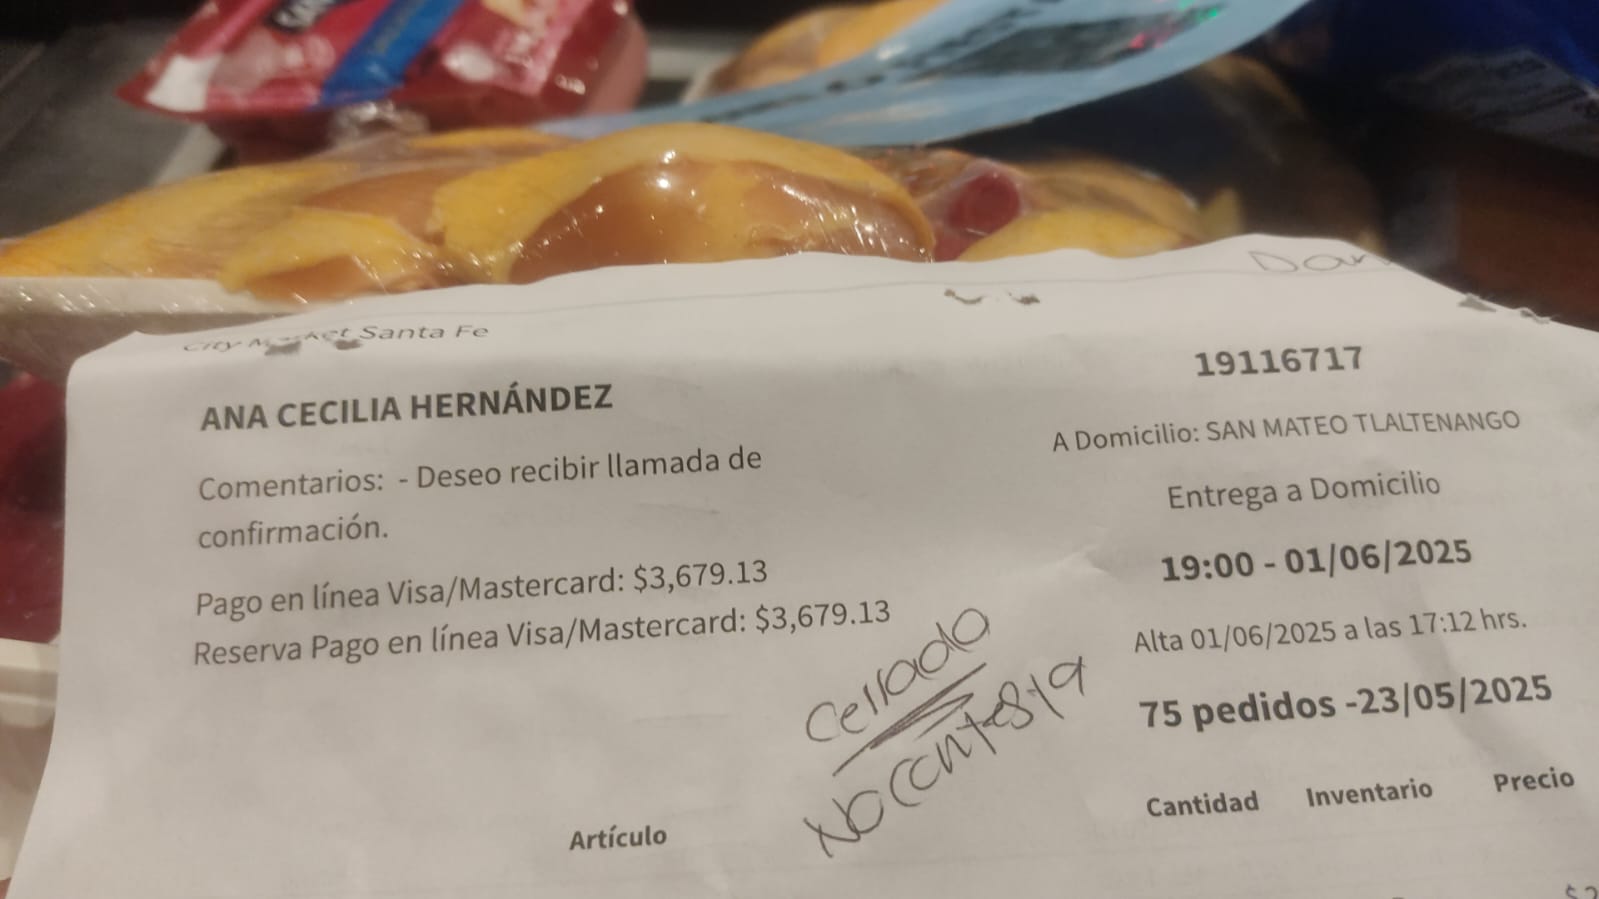 Dan
City Market Santa Fe
19116717
ANA CECILIA HERNÁNDEZ
A Domicilio: SAN MATEO TLALTENANGO
Comentarios: - Deseo recibir llamada de
confirmación.
Entrega a Domicilio
19:00 - 01/06/2025
Pago en línea Visa/Mastercard: $3,679.13
Reserva Pago en línea Visa/Mastercard: $3,679.13
Alta 01/06/2025 a las 17:12 hrs.
75 pedidos -23/05/2025
Cerrado
No contesta
Artículo
Cantidad
Inventario
Precio